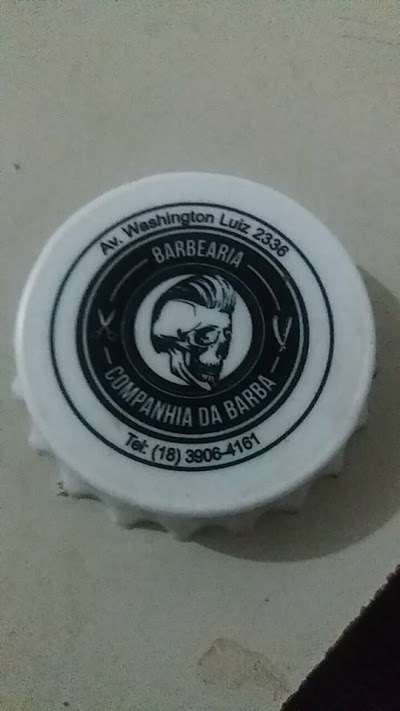 Av. Washington Luiz 2336
BARBEARIA
COMPANHIA DA BARBA
Tel: (18) 3906-4161